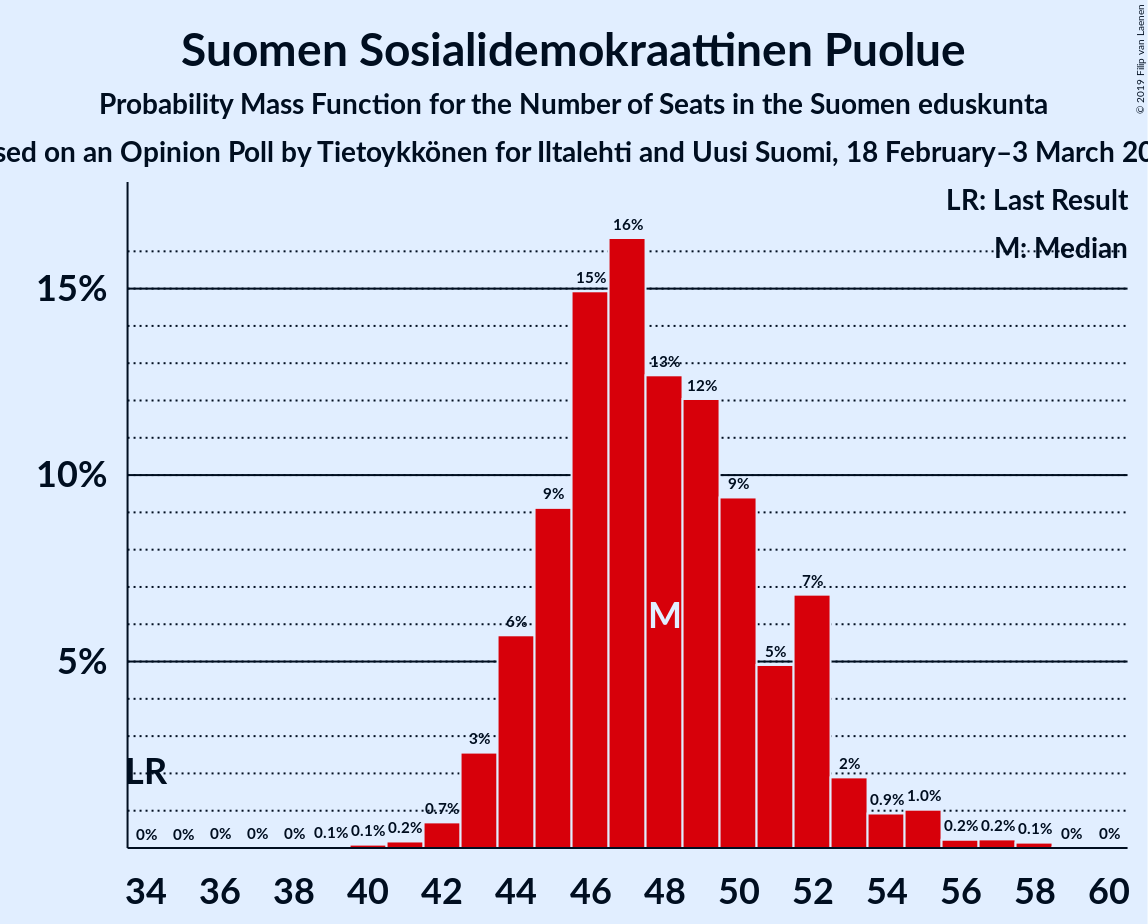 Suomen Sosialidemokraattinen Puolue
Probability Mass Function for the Number of Seats in the Suomen eduskunta
on an Opinion Poll by Tietoykkönen for Iltalehti and Uusi Suomi, 18 February–3 March
© 2019 Filip van Laenen
LR: Last Result
M: Median
15%
10%
5%
LR
M
0% 0% 0% 0% 0% 0.1% 0.1% 0.2% 0.7% 3% 6% 9% 15% 16% 13% 12% 9% 5% 7% 2% 0.9% 1.0% 0.2% 0.2% 0.1% 0% 0%
34 36 38 40 42 44 46 48 50 52 54 56 58 60